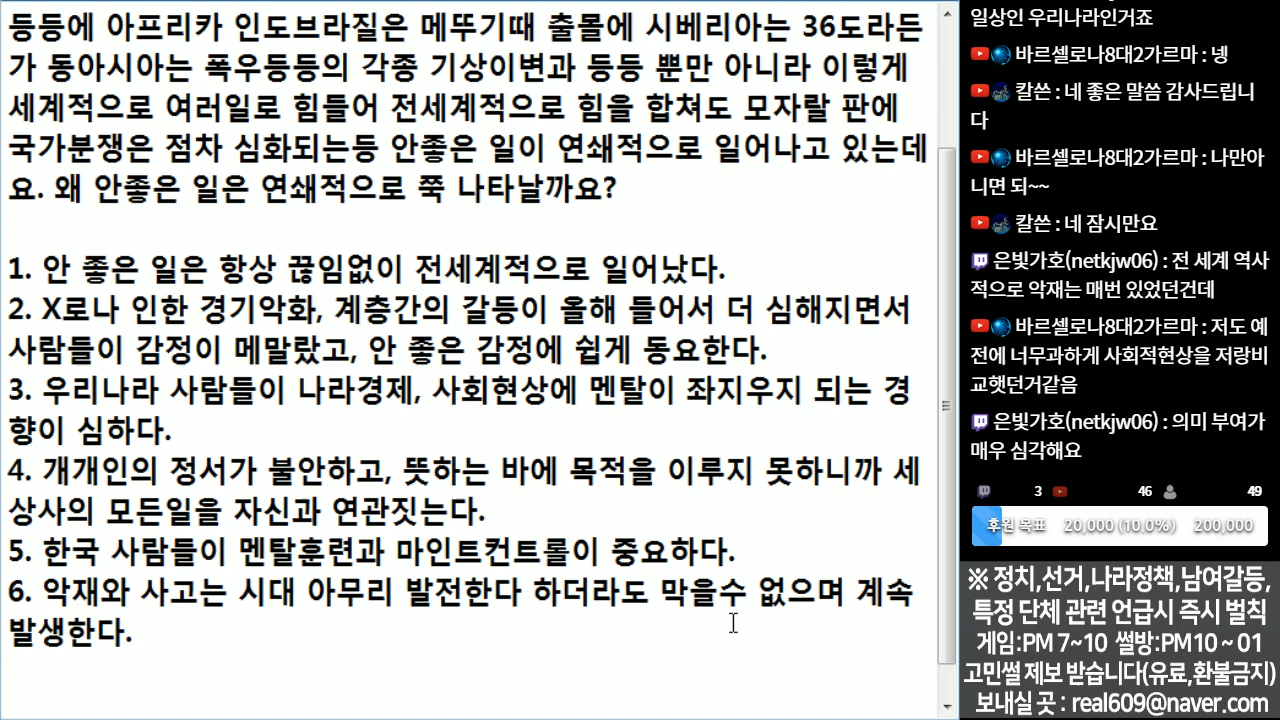 등등에 아프리카 인도브라질은 메뚜기때 출몰에 시베리아는 36도라든
가 동아시아는 폭우등등의 각종 기상이변과 등등 뿐만 아니라 이렇게
세계적으로 여러일로 힘들어 전세계적으로 힘을 합쳐도 모자랄 판에
국가분쟁은 점차 심화되는등 안좋은 일이 연쇄적으로 일어나고 있는데
요. 왜 안좋은 일은 연쇄적으로 쭉 나타날까요?
1. 안 좋은 일은 항상 끊임없이 전세계적으로 일어났다.
2. X로나 인한 경기악화, 계층간의 갈등이 올해 들어서 더 심해지면서
사람들이 감정이 메말랐고, 안 좋은 감정에 쉽게 동요한다.
3. 우리나라 사람들이 나라경제, 사회현상에 멘탈이 좌지우지 되는 경
향이 심하다.
4. 개개인의 정서가 불안하고, 뜻하는 바에 목적을 이루지 못하니까 세
상사의 모든일을 자신과 연관짓는다.
5. 한국 사람들이 멘탈훈련과 마인트컨트롤이 중요하다.
6. 악재와 사고는 시대 아무리 발전한다 하더라도 막을수 없으며 계속
발생한다.
일상인 우리나라인거죠
바르셀로나8대2가르마 : 넹
칼쓴 : 네 좋은 말씀 감사드립니
다
바르셀로나8대2가르마 : 나만아
니면 되~~
칼쓴 : 네 잠시만요
은빛가호(netkjw06) : 전 세계 역사
적으로 악재는 매번 있었던건데
바르셀로나8대2가르마 : 저도 예
전에 너무과하게 사회적현상을 저랑비
교햇던거같음
은빛가호(netkjw06) : 의미 부여가
매우 심각해요
3 46 49
후원 목표 20,000 (10.0%) 200,000
※ 정치,선거,나라정책,남여갈등,
특정 단체 관련 언급시 즉시 벌칙
게임:PM 7~10 썰방:PM10 ~ 01
고민썰 제보 받습니다(유료,환불금지)
보내실 곳 : real609@naver.com